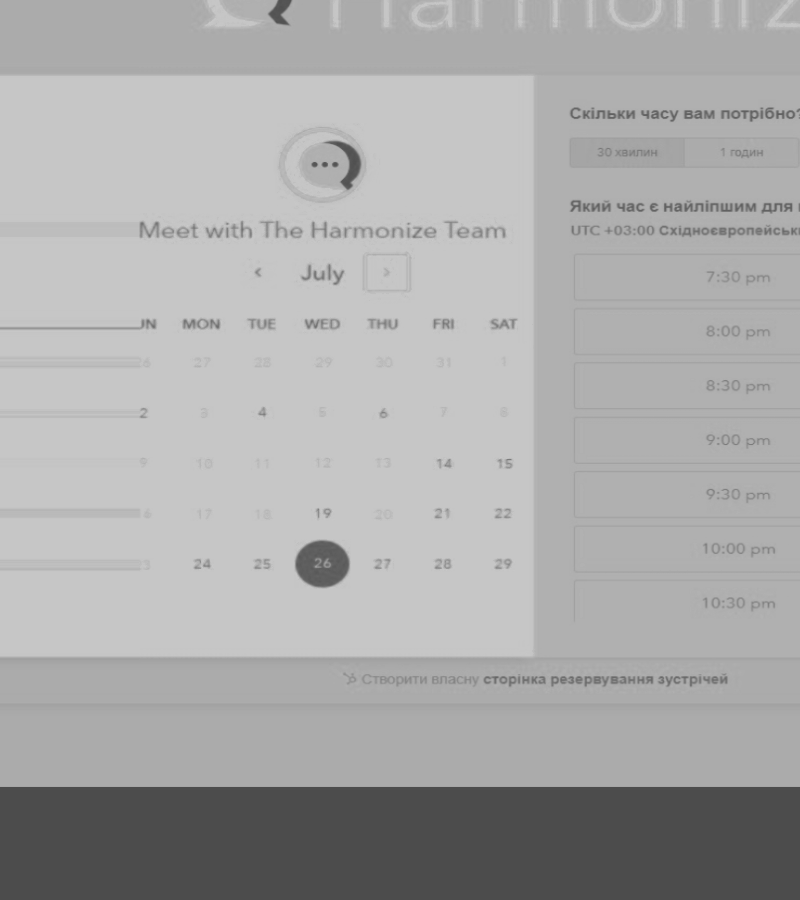 Harmoniz
Meet with The Harmonize Team
‹ July ›
UN MON TUE WED THU FRI SAT
26 27 28 29 30 31 1
2 3 4 5 6 7 8
9 10 11 12 13 14 15
6 17 18 19 20 21 22
3 24 25 26 27 28 29
Скільки часу вам потрібно?
30 хвилин 1 годин
Який час є найліпшим для
UTC +03:00 Східноєвропейськ
7:30 pm
8:00 pm
8:30 pm
9:00 pm
9:30 pm
10:00 pm
10:30 pm
Створити власну сторінка резервування зустрічей